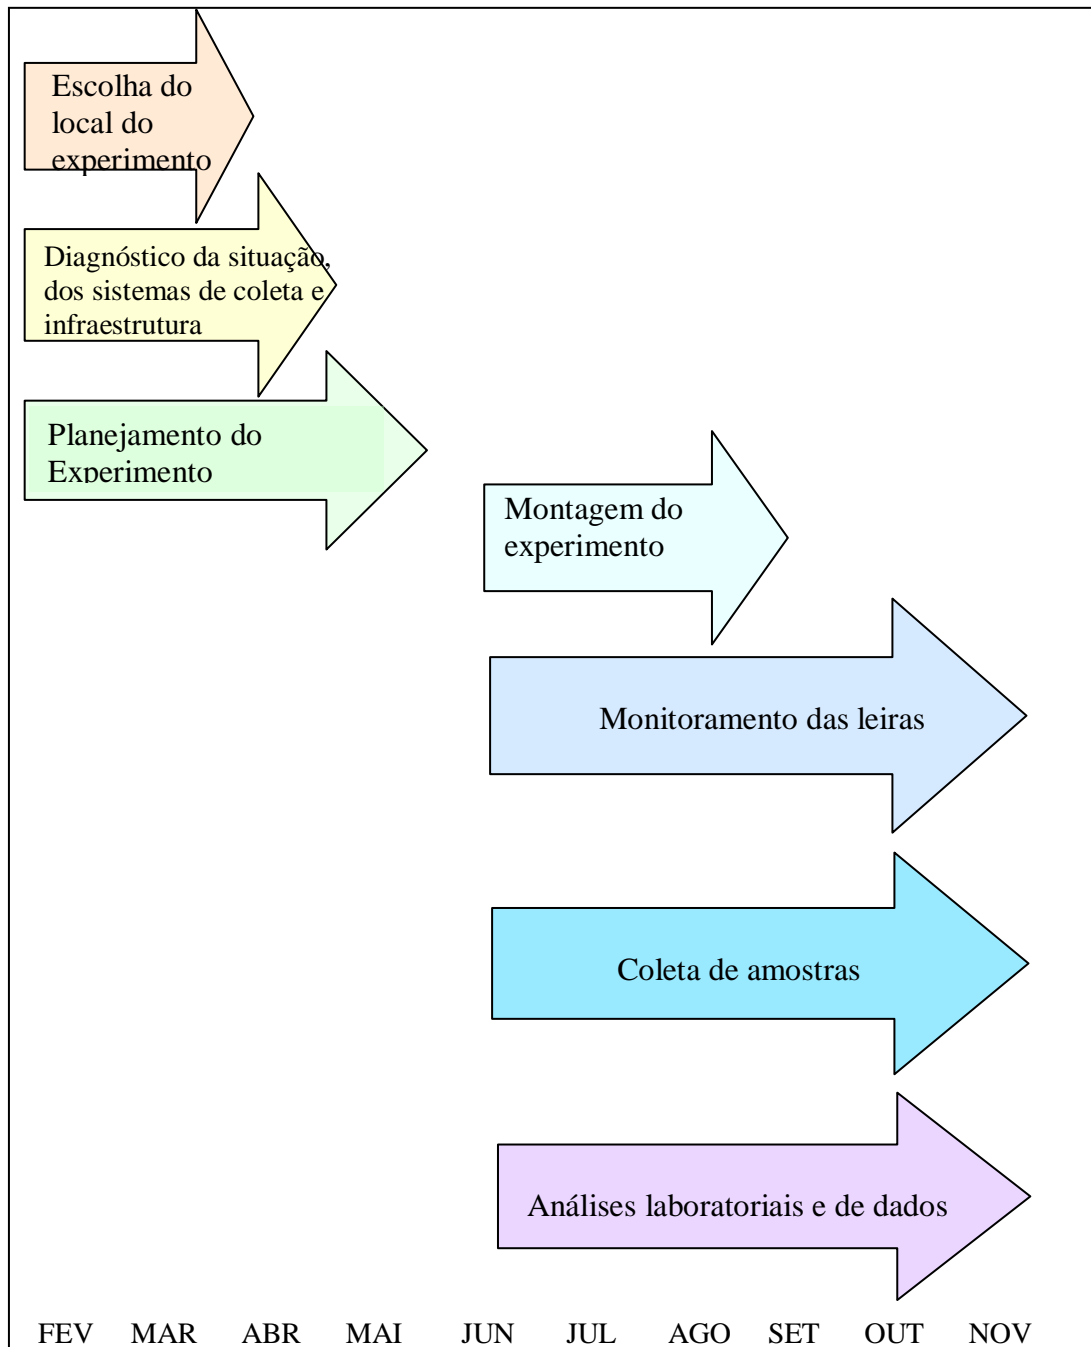 Escolha do
local do
experimento
Diagnóstico da situação,
dos sistemas de coleta e
infraestrutura
Planejamento do
Experimento
Montagem do
experimento
Monitoramento das leiras
Coleta de amostras
Análises laboratoriais e de dados
FEV MAR ABR MAI JUN JUL AGO SET OUT NOV